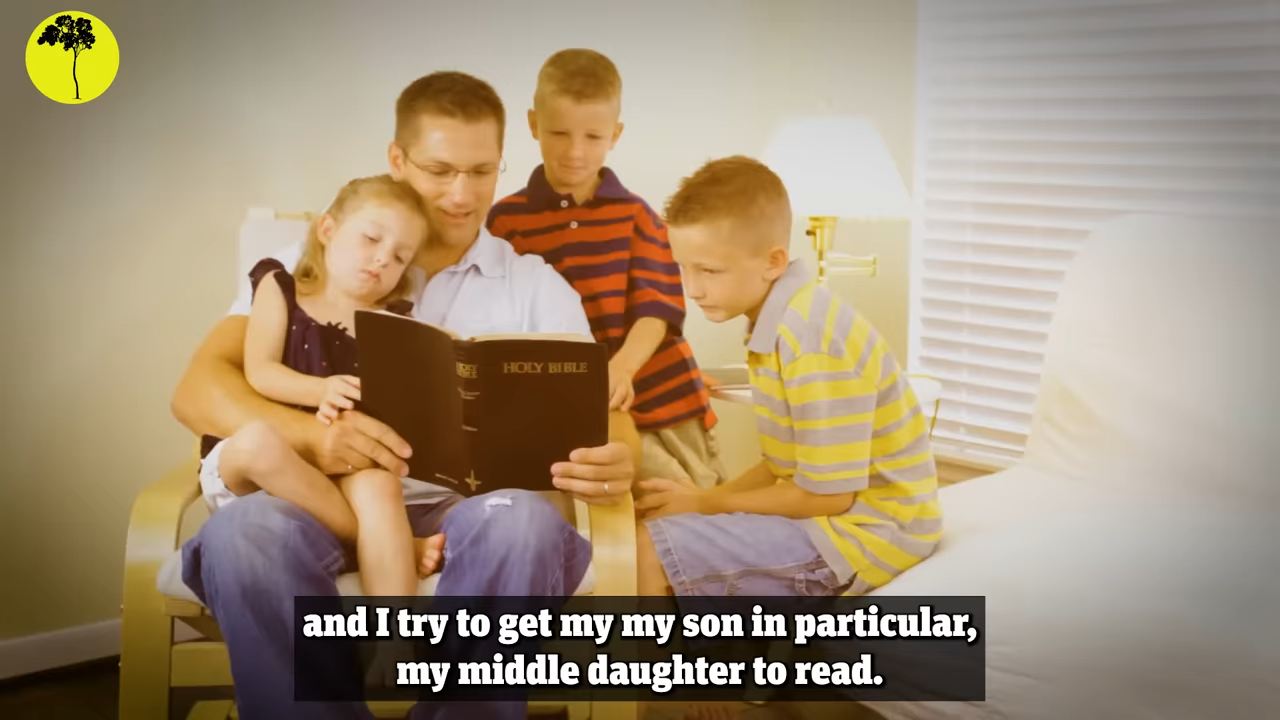 HOLY BIBLE
and I try to get my my son in particular,
my middle daughter to read.